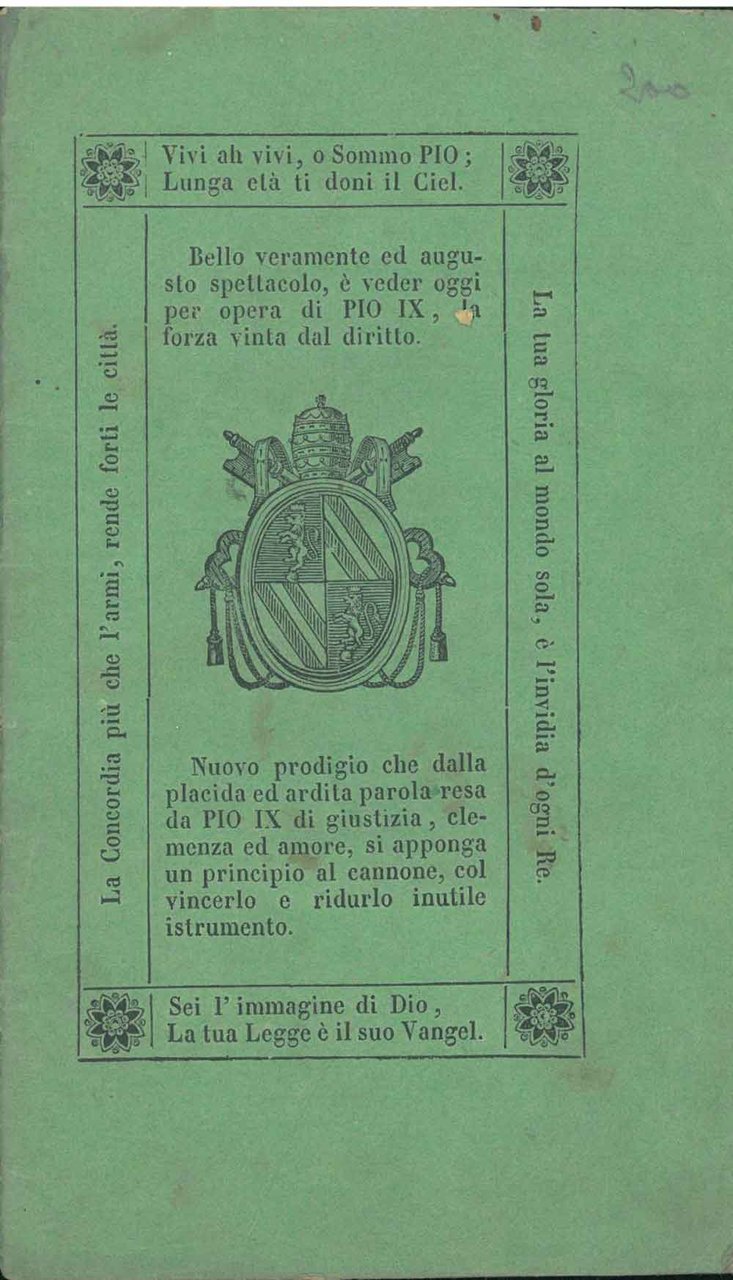 200
Vivi ah vivi, o Sommo PIO ;
Lunga età ti doni il Ciel.
Bello veramente ed augu-
sto spettacolo, è veder oggi
per opera di PIO IX , la
forza vinta dal diritto.
La Concordia più che l'armi, rende forti le città.
La tua gloria al mondo sola, è l'invidia d'ogni Re.
Nuovo prodigio che dalla
placida ed ardita parola resa
da PIO IX di giustizia , cle-
menza ed amore, si apponga
un principio al cannone, col
vincerlo e ridurlo inutile
istrumento.
Sei l' immagine di Dio ,
La tua Legge è il suo Vangel.